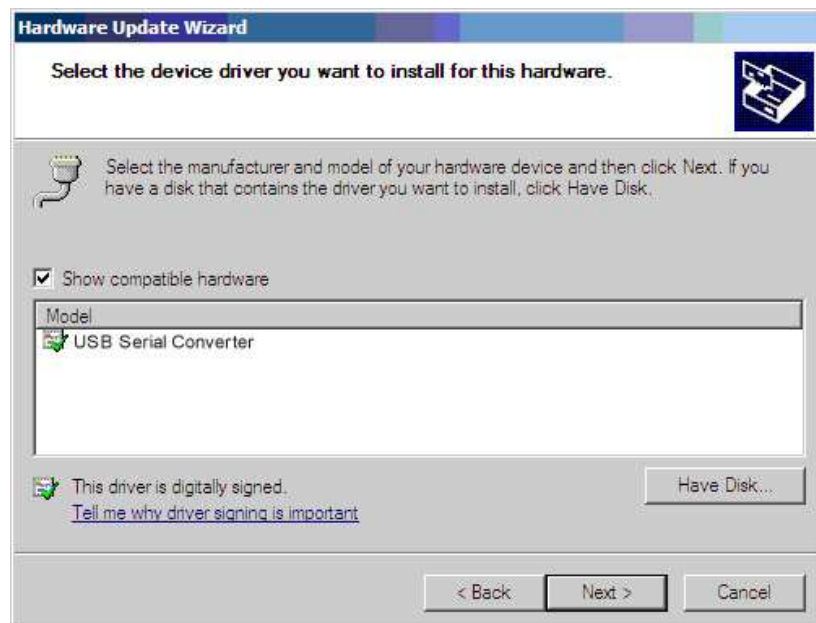 Hardware Update Wizard
Select the device driver you want to install for this hardware.
Select the manufacturer and model of your hardware device and then click Next. If you
have a disk that contains the driver you want to install, click Have Disk.
Show compatible hardware
Model
USB Serial Converter
This driver is digitally signed.
Have Disk...
Tell me why driver signing is important
< Back
Next >
Cancel